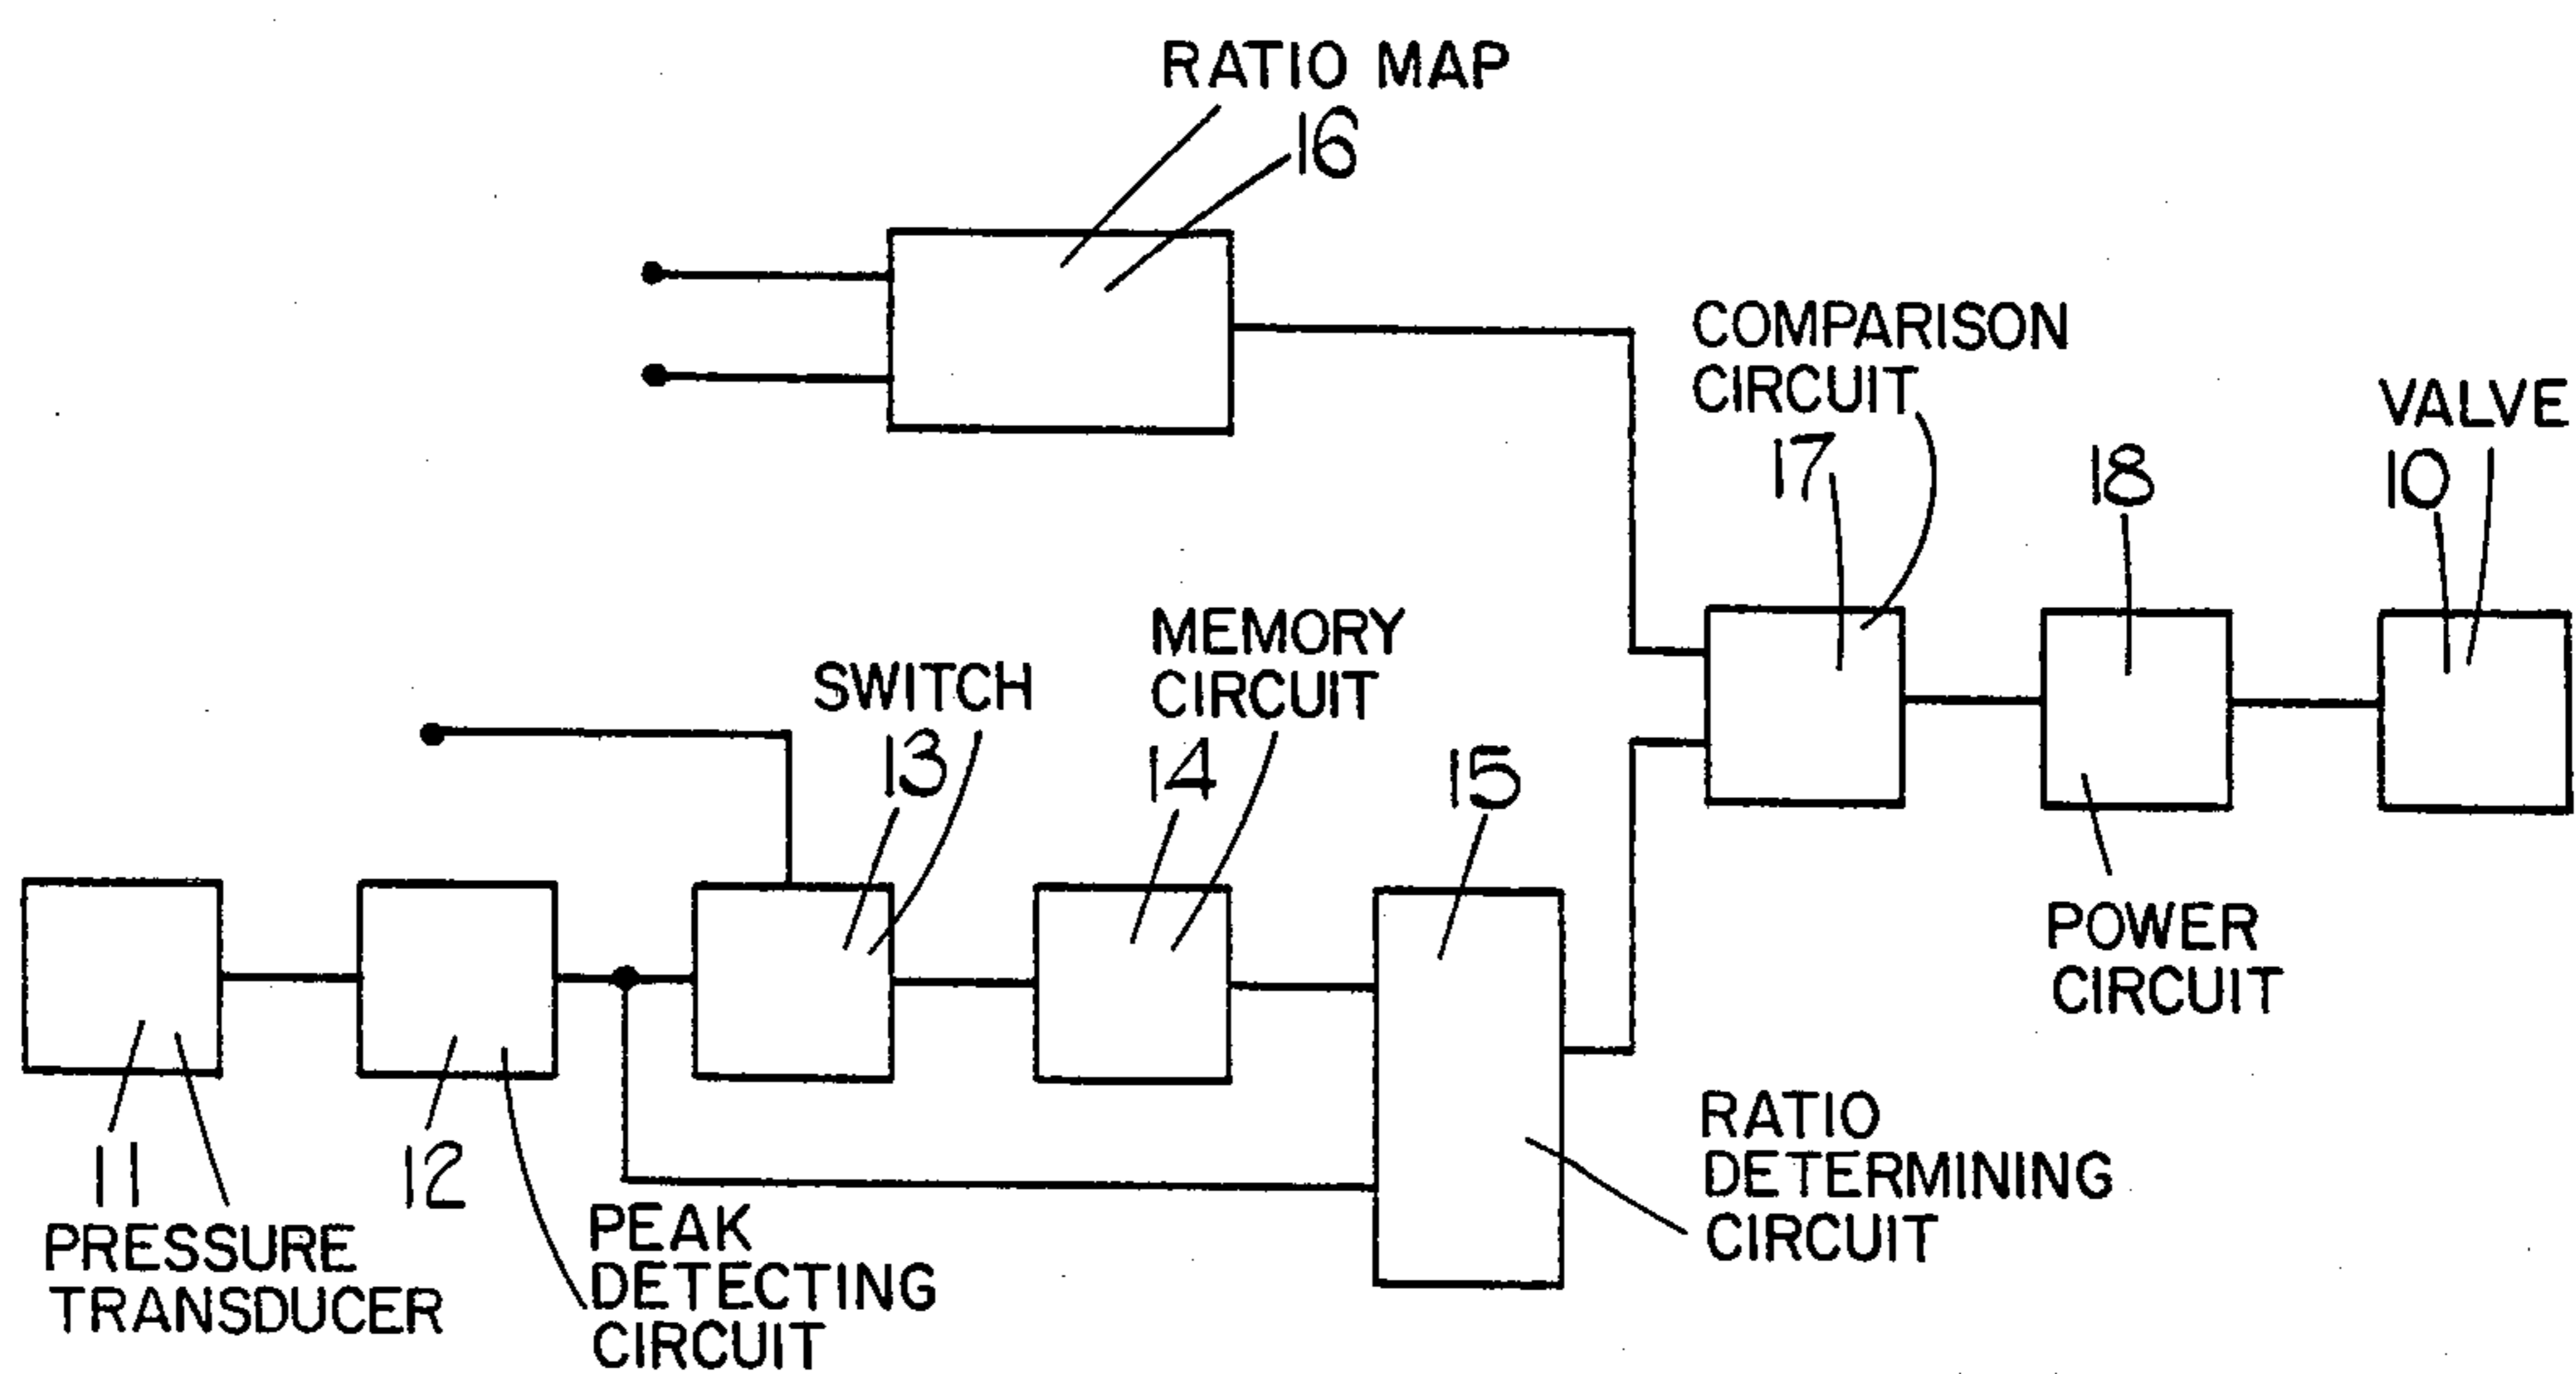 RATIO MAP
16
COMPARISON
CIRCUIT
17
18
VALVE
10
SWITCH
13
MEMORY
CIRCUIT
14
15
POWER
CIRCUIT
11
PRESSURE
TRANSDUCER
12
PEAK
DETECTING
CIRCUIT
RATIO
DETERMINING
CIRCUIT